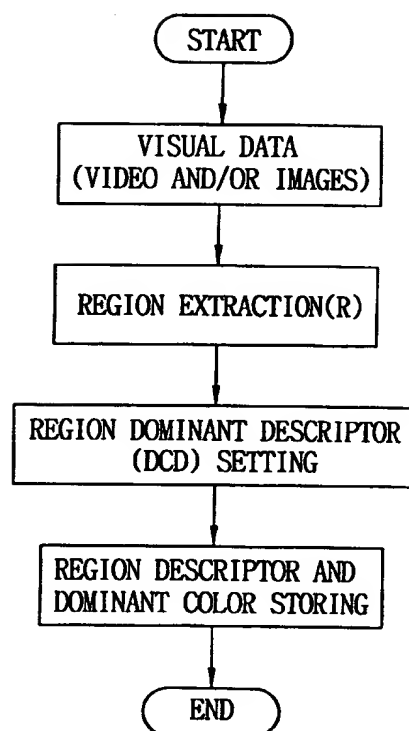 START
VISUAL DATA
(VIDEO AND/OR IMAGES)
REGION EXTRACTION(R)
REGION DOMINANT DESCRIPTOR
(DCD) SETTING
REGION DESCRIPTOR AND
DOMINANT COLOR STORING
END